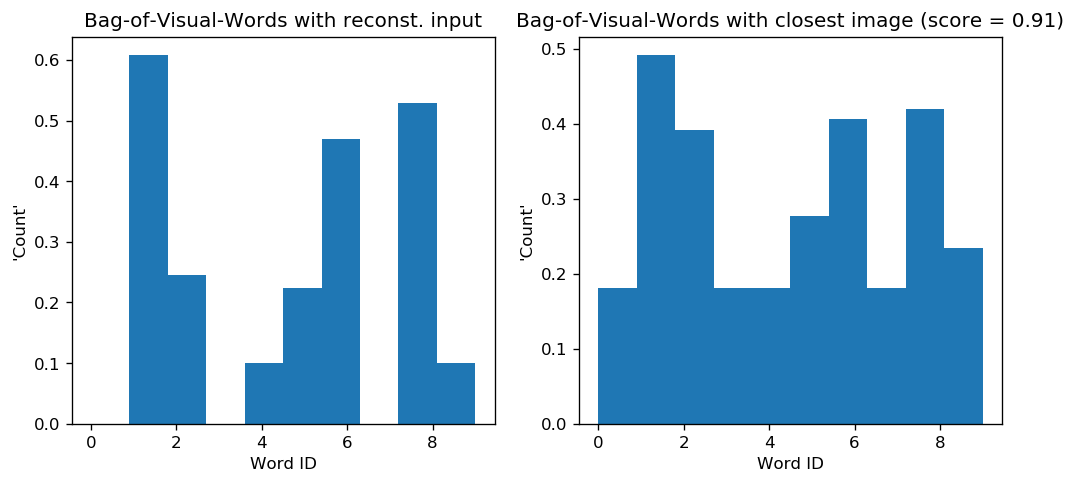 Bag-of-Visual-Words with reconst. input
0.6
0.5
0.4
0.3
0.2
0.1
0.0
'Count'
0 2 4 6 8
Word ID
Bag-of-Visual-Words with closest image (score = 0.91)
0.5
0.4
0.3
0.2
0.1
0.0
'Count'
0 2 4 6 8
Word ID